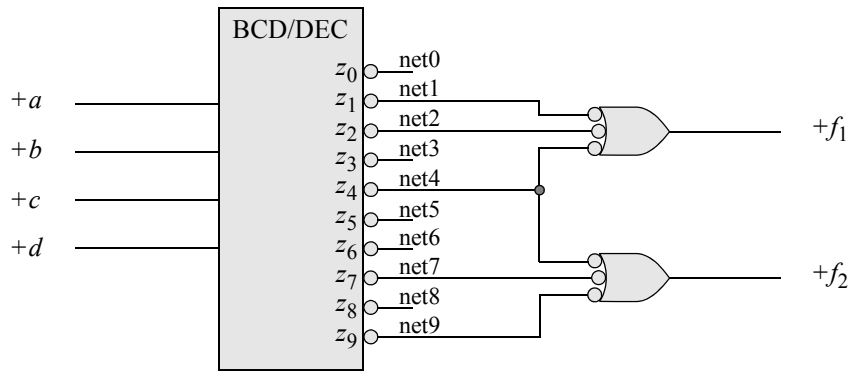 BCD/DEC
+a
+b
+c
+d
z0
z1
z2
z3
z4
z5
z6
z7
z8
z9
net0
net1
net2
net3
net4
net5
net6
net7
net8
net9
+f1
+f2